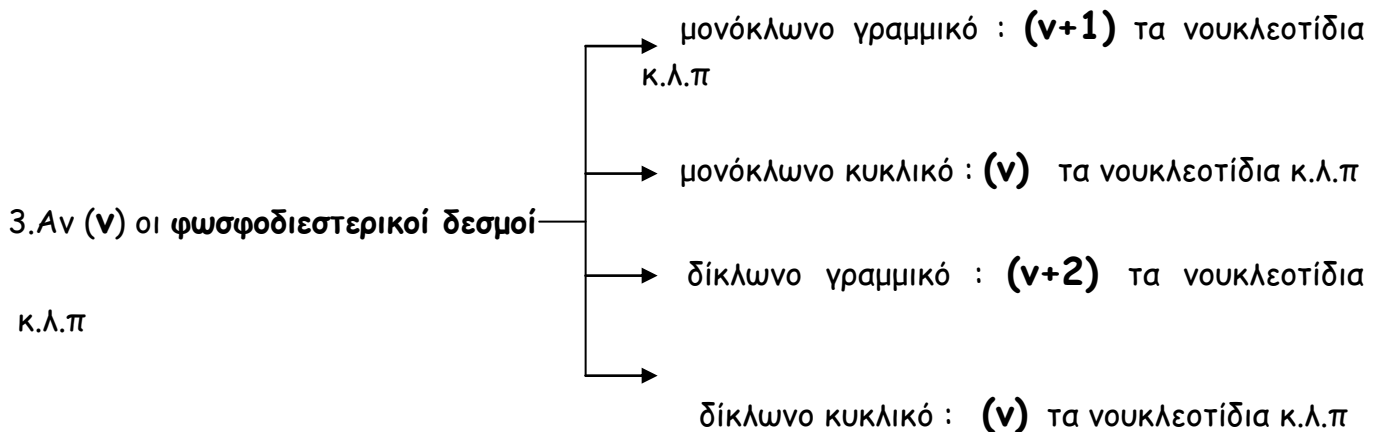 μονόκλωνο γραμμικό : (ν+1) τα νουκλεοτίδια
κ.λ.π
μονόκλωνο κυκλικό : (ν) τα νουκλεοτίδια κ.λ.π
3.Αν (ν) οι φωσφοδιεστερικοί δεσμοί
δίκλωνο γραμμικό : (ν+2) τα νουκλεοτίδια
κ.λ.π
δίκλωνο κυκλικό : (ν) τα νουκλεοτίδια κ.λ.π